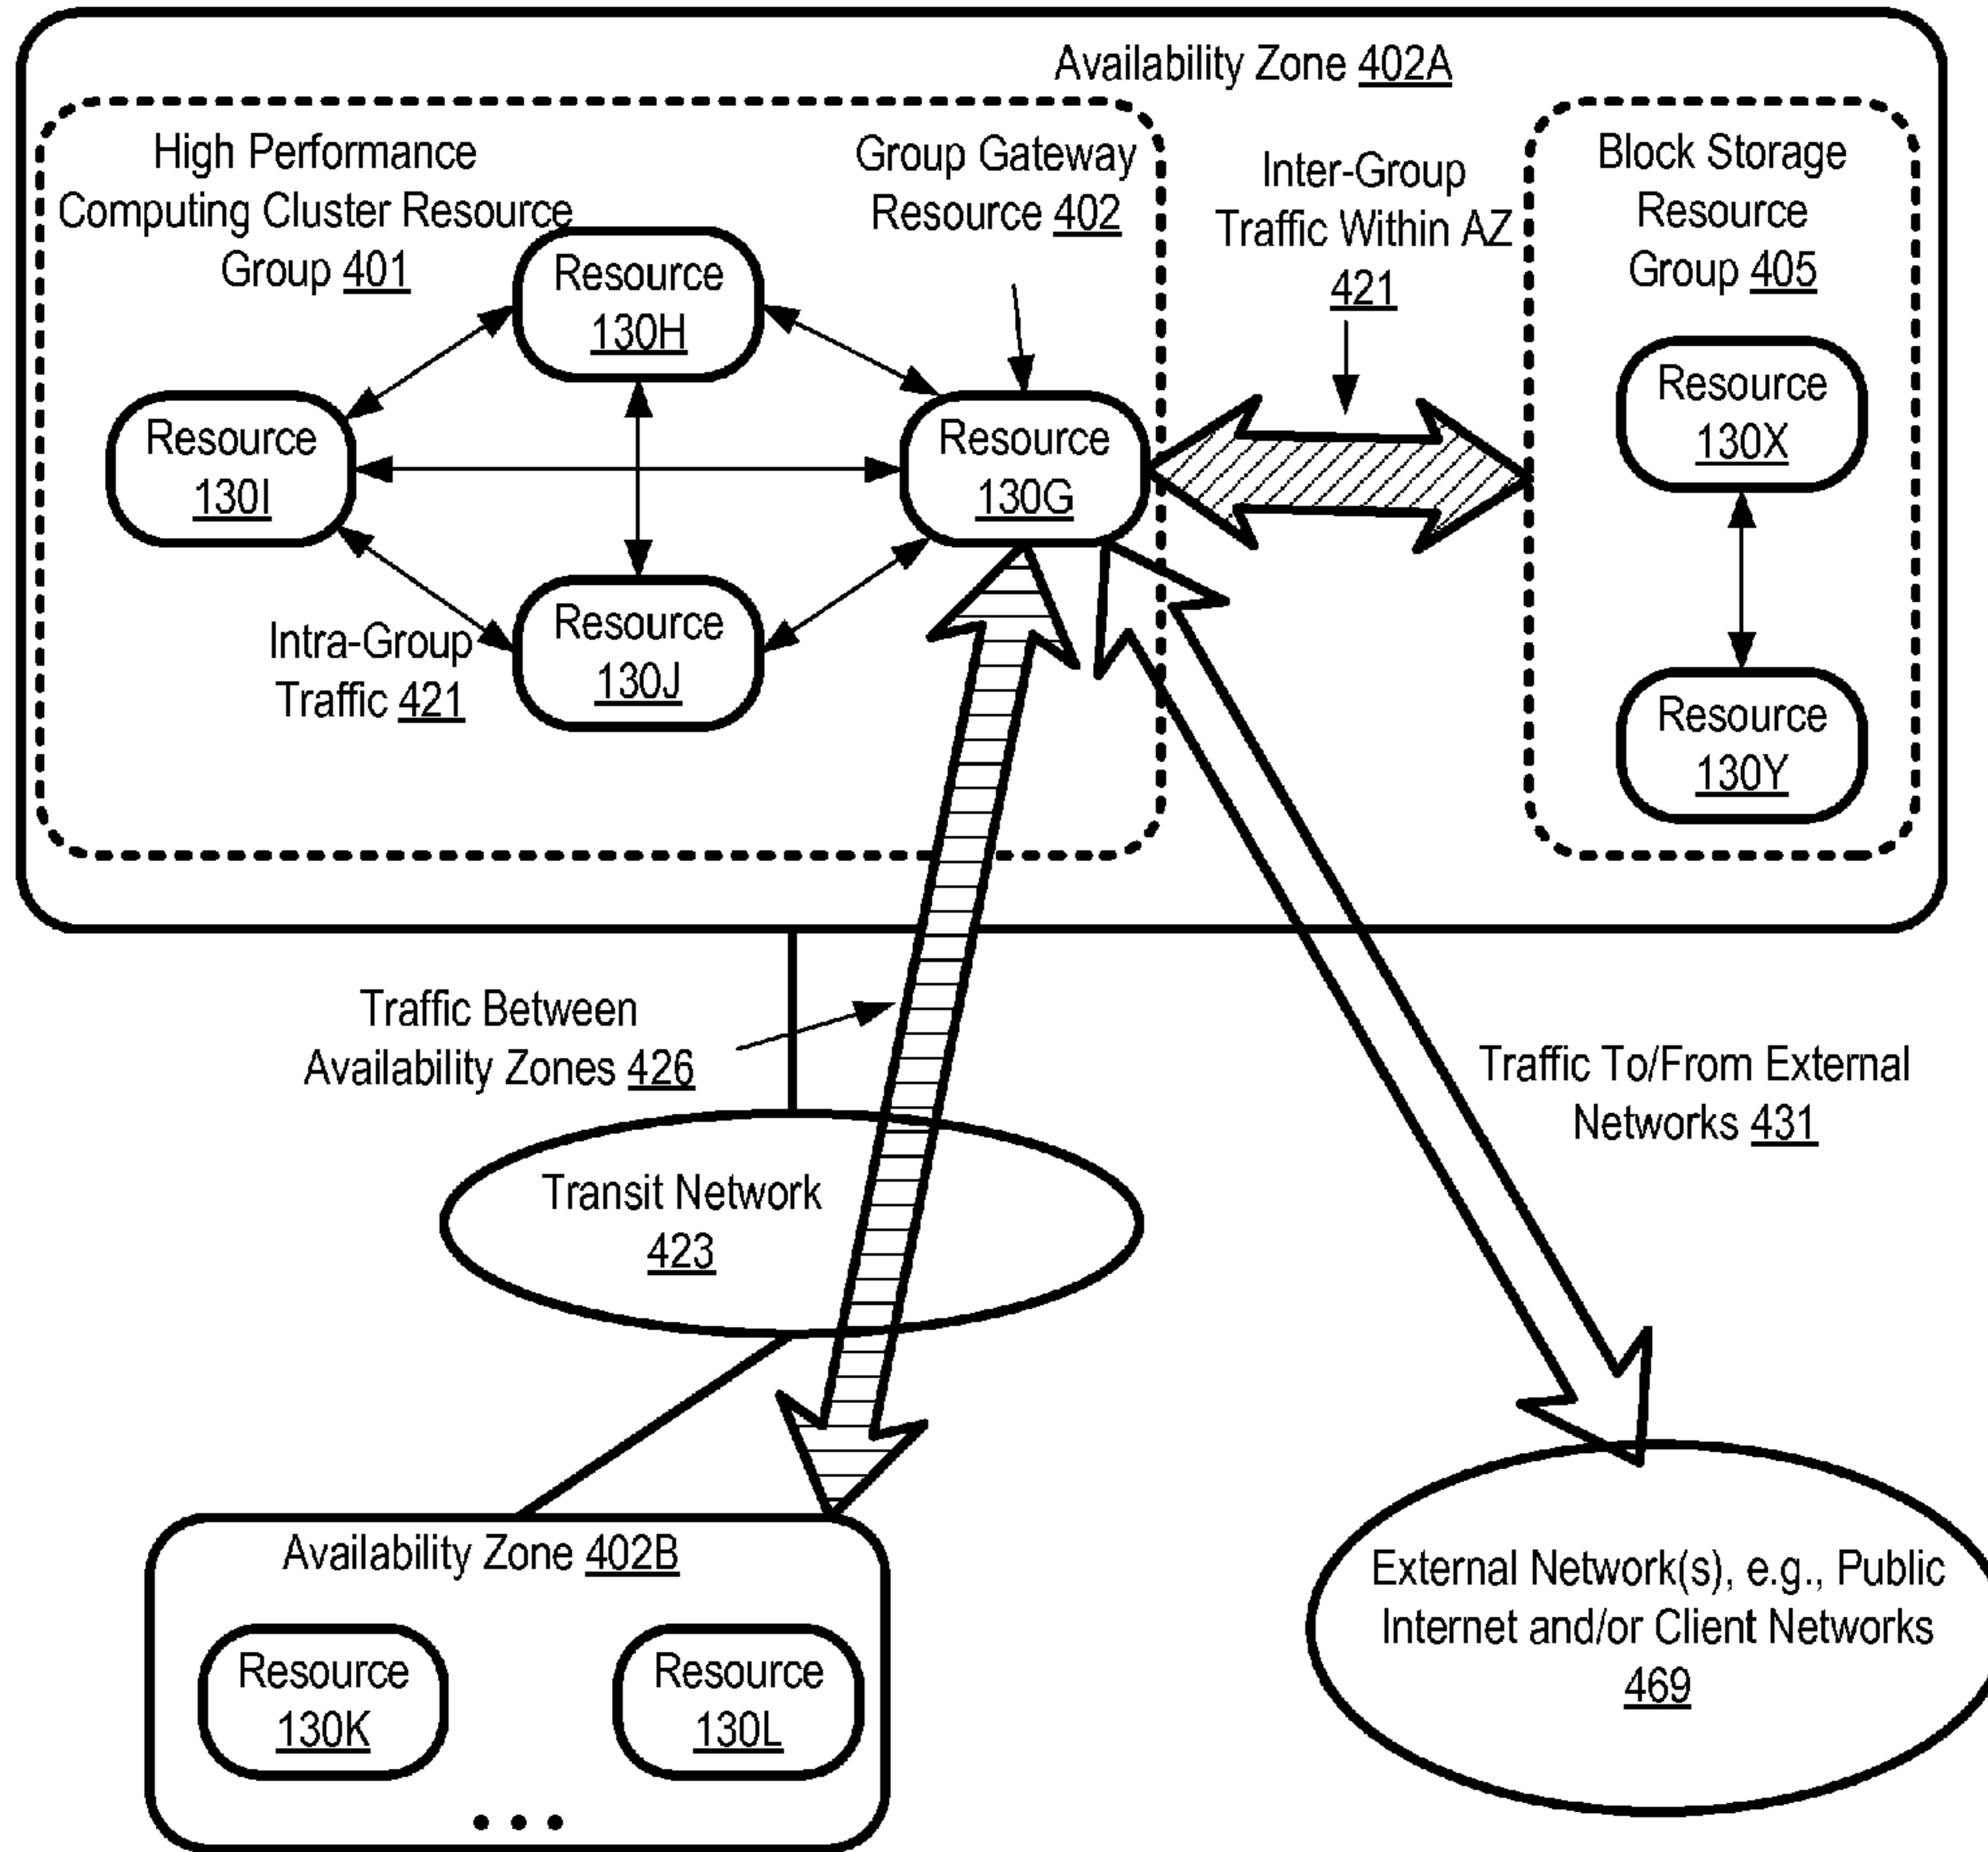 Availability Zone 402A
High Performance
Computing Cluster Resource
Group 401
Group Gateway
Resource 402
Inter-Group
Traffic Within AZ
421
Block Storage
Resource
Group 405
Resource
130H
Resource
130I
Resource
130G
Resource
130J
Intra-Group
Traffic 421
Resource
130X
Resource
130Y
Traffic Between
Availability Zones 426
Traffic To/From External
Networks 431
Transit Network
423
Availability Zone 402B
Resource
130K
Resource
130L
• • •
External Network(s), e.g., Public
Internet and/or Client Networks
469